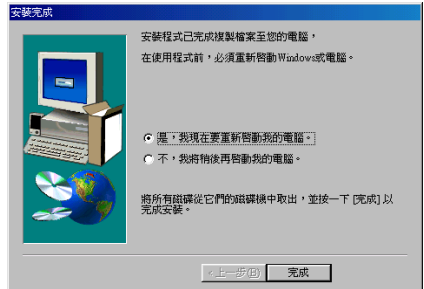 安裝完成
安裝程式已完成複製檔案至您的電腦，
在使用程式前，必須重新啓動Windows或電腦。
是，我現在要重新啓動我的電腦。
不，我將稍後再啓動我的電腦。
將所有磁碟從它們的磁碟機中取出，並按一下 [完成] 以
完成安裝。
<上一步(B) 完成